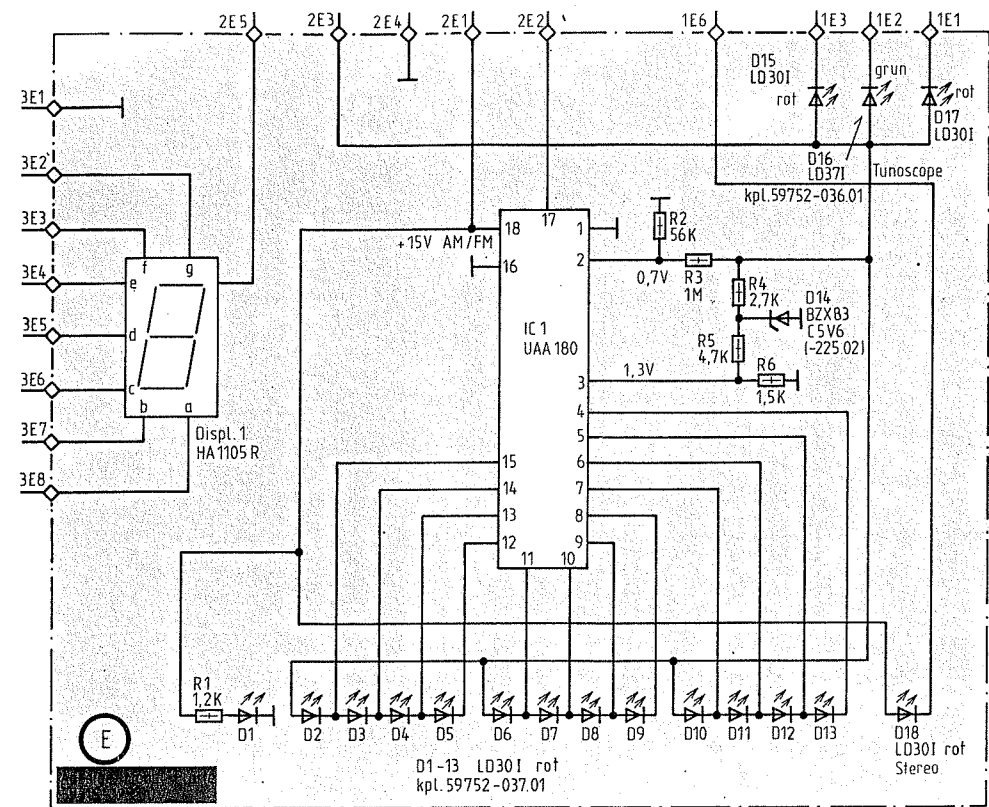 2E5 2E3 2E4 2E1 2E2 1E6 1E3 1E2 1E1
D15
LD30I
rot
grun
rot
D17
LD30I
D16
LD37I
Tunoscope
kpl.59752-036.01
3E1
3E2
3E3
3E4
3E5
3E6
3E7
3E8
f g
e
d
c
b a
Displ.1
HA1105 R
+15V AM/FM
18
17
16
1
2
3
4
5
6
7
8
9
10
11
12
13
14
15
IC 1
UAA 180
R2
56K
0,7V
R3
1M
R4
2,7K
D14
BZX83
C5V6
(-225.02)
R5
4,7K
1,3V
R6
1,5K
R1
1,2K
D1 D2 D3 D4 D5 D6 D7 D8 D9 D10 D11 D12 D13 D18
LD30I rot
Stereo
D1-13 LD30I rot
kpl.59752-037.01
E